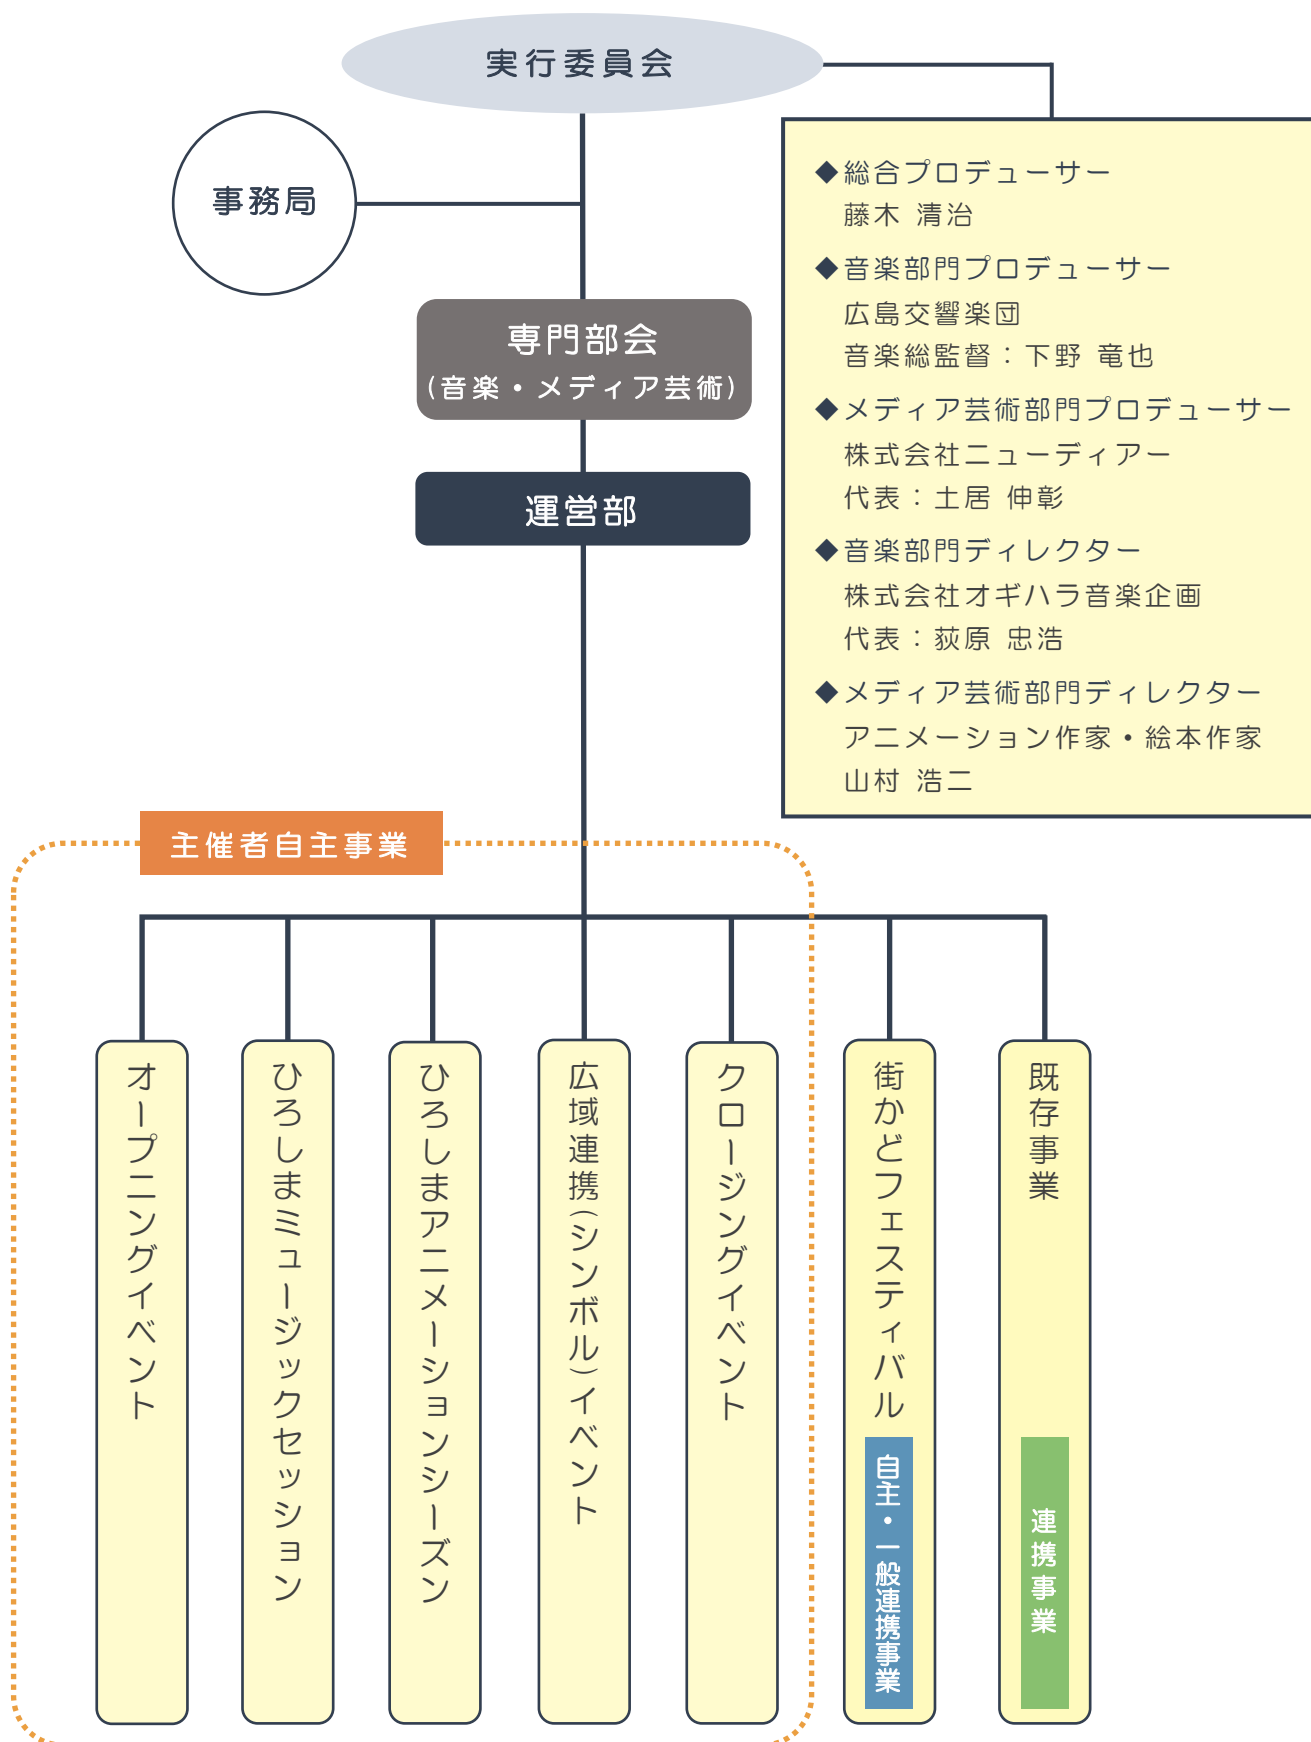 実行委員会
事務局
専門部会
(音楽・メディア芸術)
運営部
◆総合プロデューサー
藤木 清治
◆音楽部門プロデューサー
広島交響楽団
音楽総監督：下野 竜也
◆メディア芸術部門プロデューサー
株式会社ニューディアー
代表：土居 伸彰
◆音楽部門ディレクター
株式会社オギハラ音楽企画
代表：荻原 忠浩
◆メディア芸術部門ディレクター
アニメーション作家・絵本作家
山村 浩二
主催者自主事業
オープニングイベント
ひろしまミュージックセッション
ひろしまアニメーションシーズン
広域連携(シンボル)イベント
クロージングイベント
街かどフェスティバル
自主・一般連携事業
既存事業
連携事業